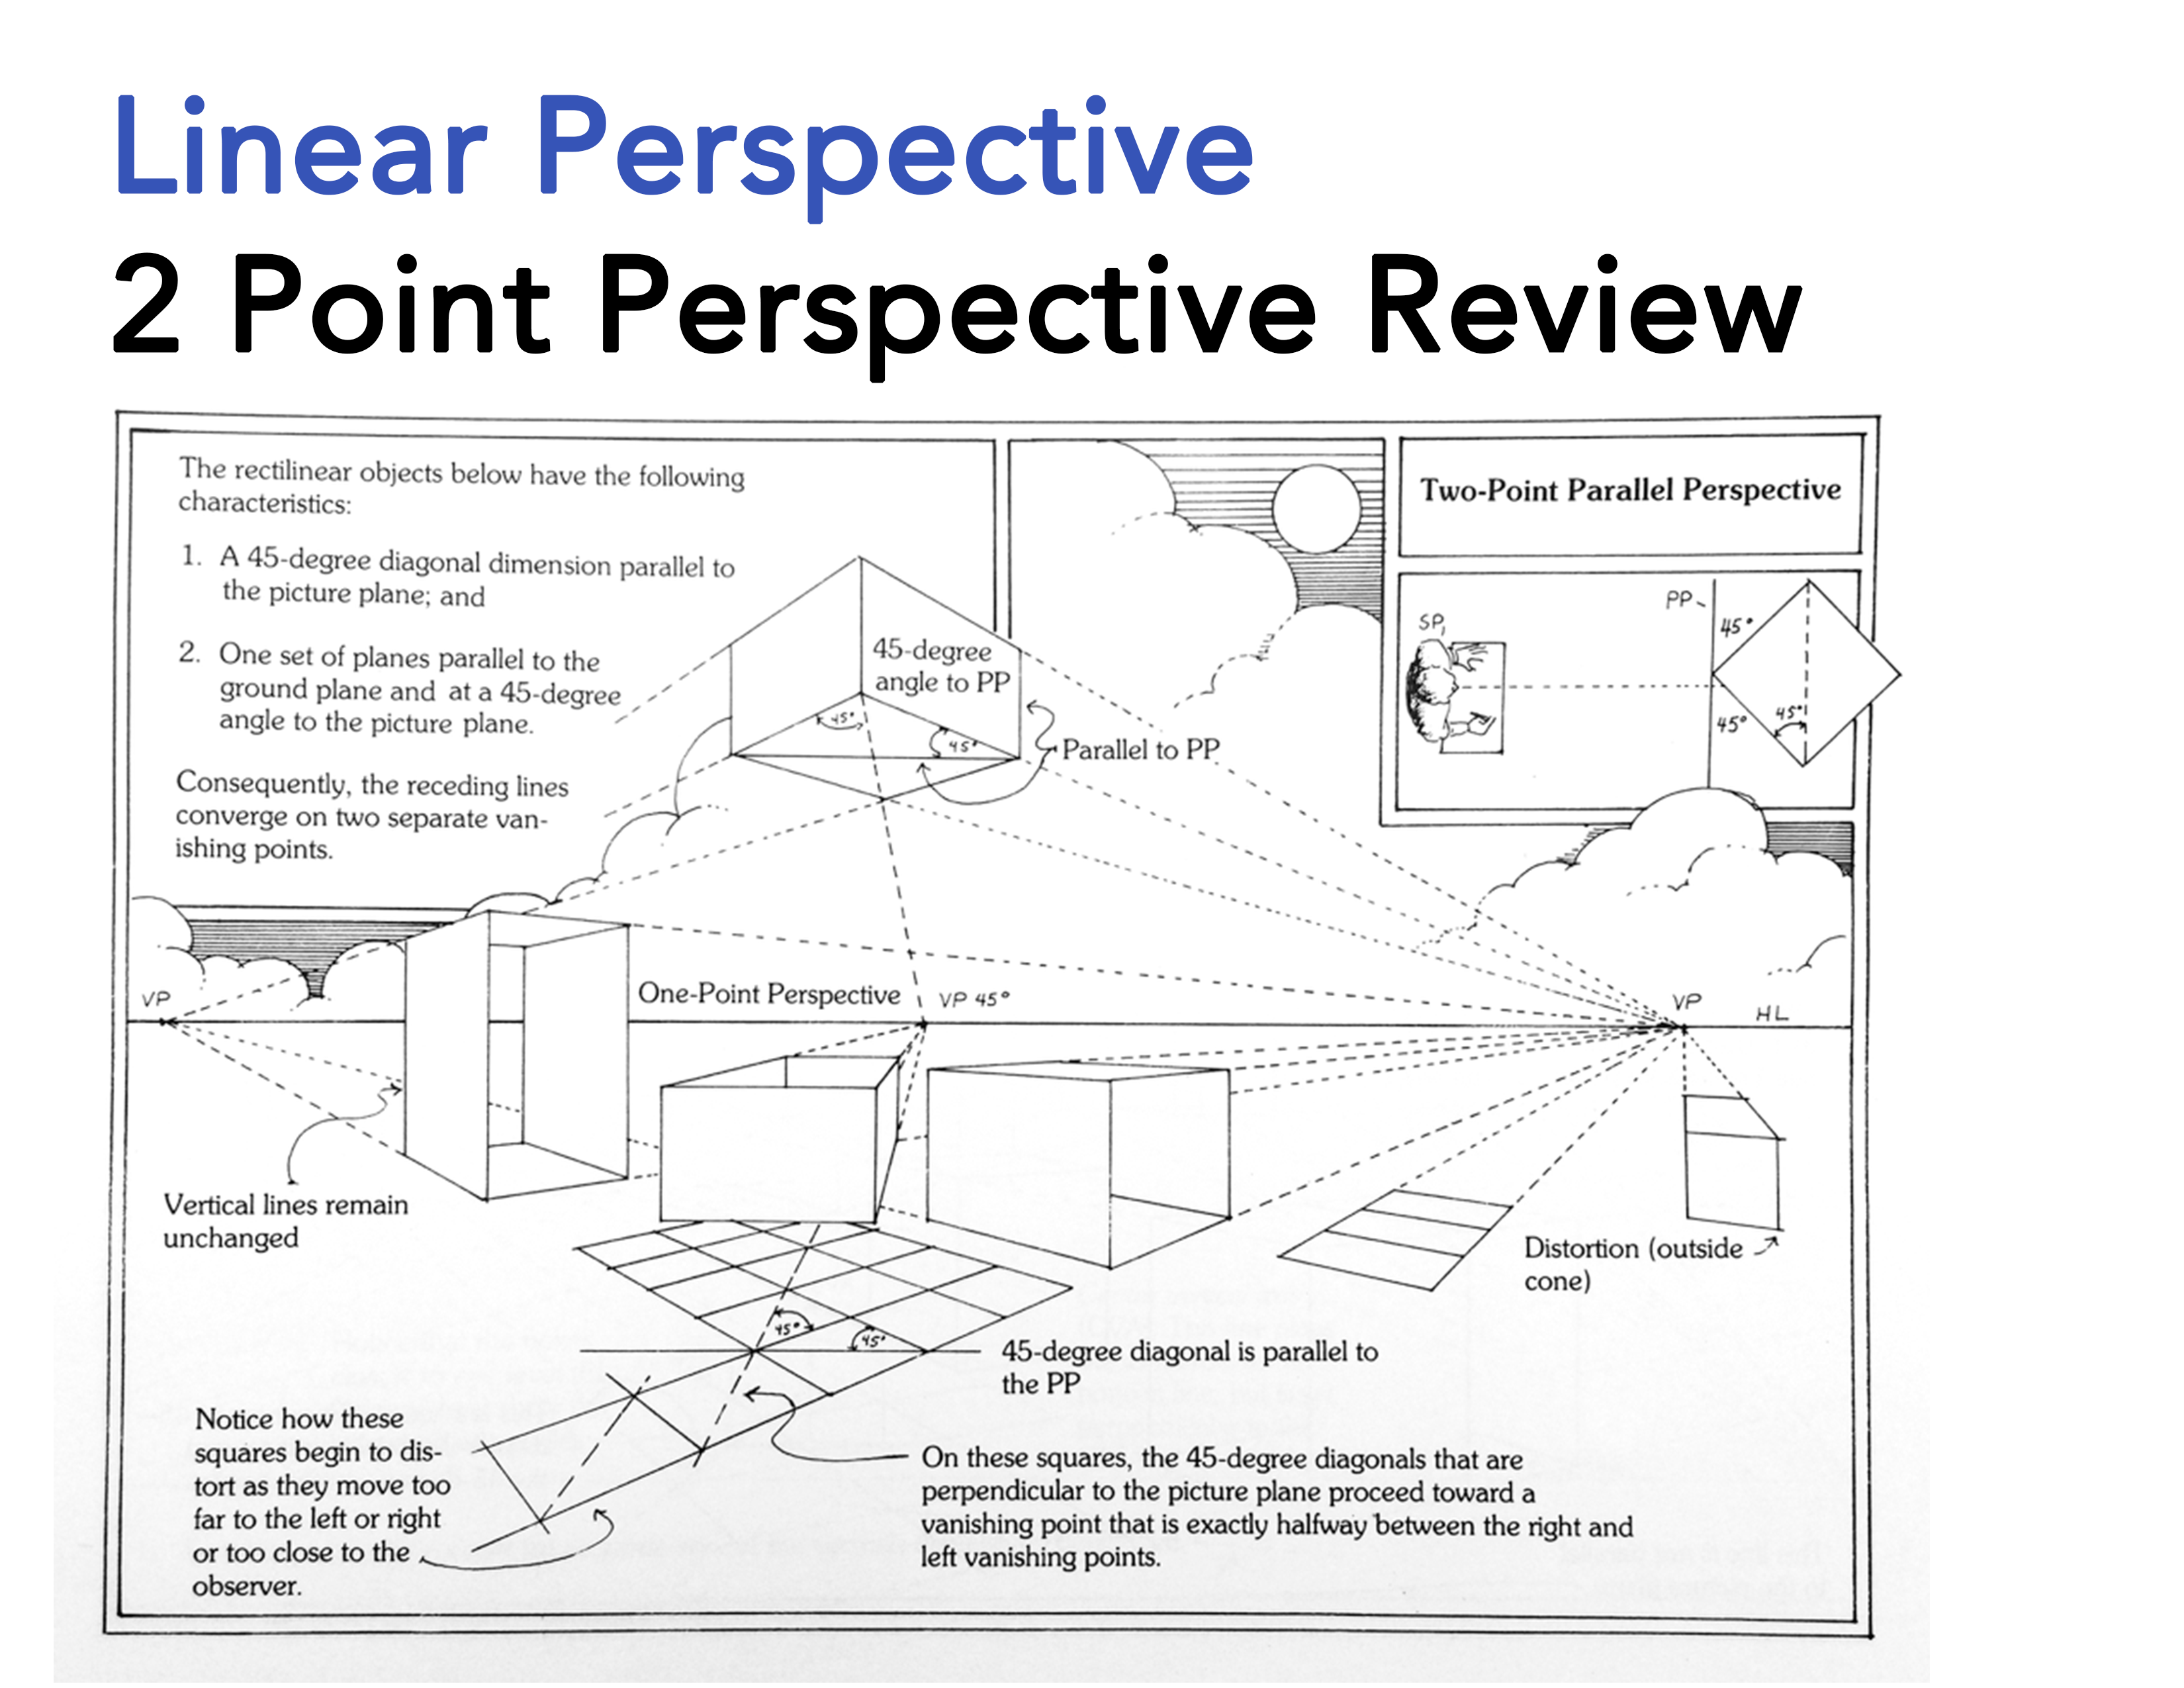 Linear Perspective
2 Point Perspective Review
The rectilinear objects below have the following
characteristics:
1. A 45-degree diagonal dimension parallel to
the picture plane; and
2. One set of planes parallel to the
ground plane and at a 45-degree
angle to the picture plane.
Consequently, the receding lines
converge on two separate van-
ishing points.
45-degree
angle to PP
45°
45°
Parallel to PP
Two-Point Parallel Perspective
SP
PP
45°
45°
45°
VP
One-Point Perspective
VP 45°
VP
HL
Vertical lines remain
unchanged
Distortion (outside
cone)
45°
45°
45-degree diagonal is parallel to
the PP
Notice how these
squares begin to dis-
tort as they move too
far to the left or right
or too close to the
observer.
On these squares, the 45-degree diagonals that are
perpendicular to the picture plane proceed toward a
vanishing point that is exactly halfway between the right and
left vanishing points.